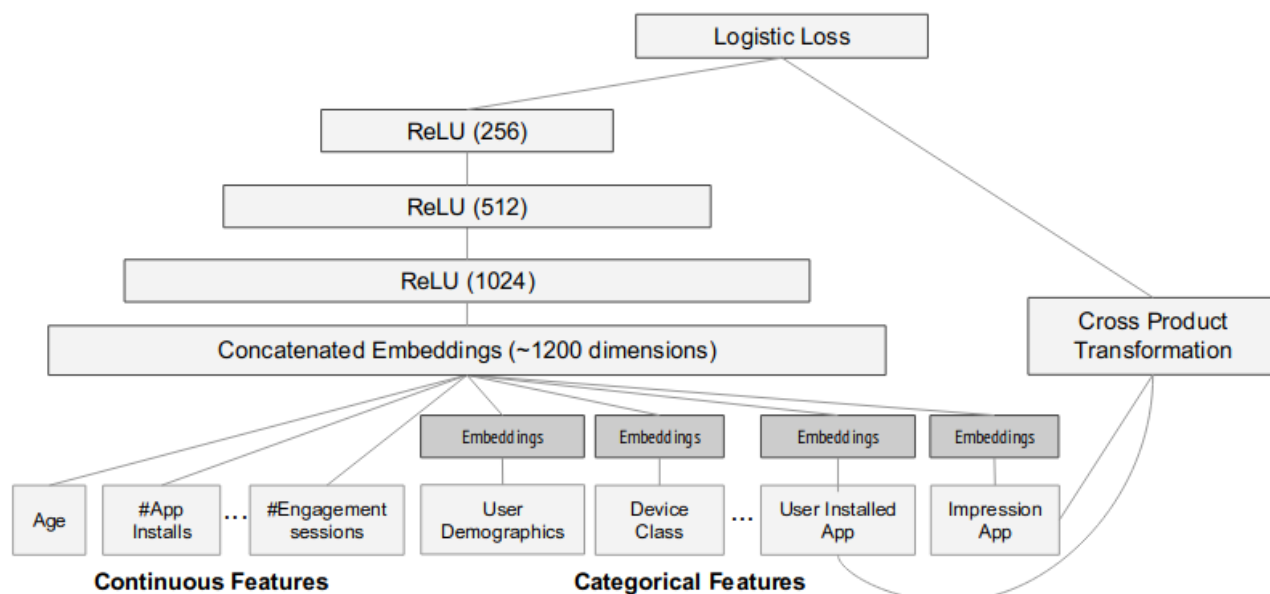 Logistic Loss
ReLU (256)
ReLU (512)
ReLU (1024)
Concatenated Embeddings (~1200 dimensions)
Cross Product
Transformation
Embeddings
Embeddings
Embeddings
Embeddings
Age
#App
Installs
...
#Engagement
sessions
User
Demographics
Device
Class
...
User Installed
App
Impression
App
Continuous Features
Categorical Features